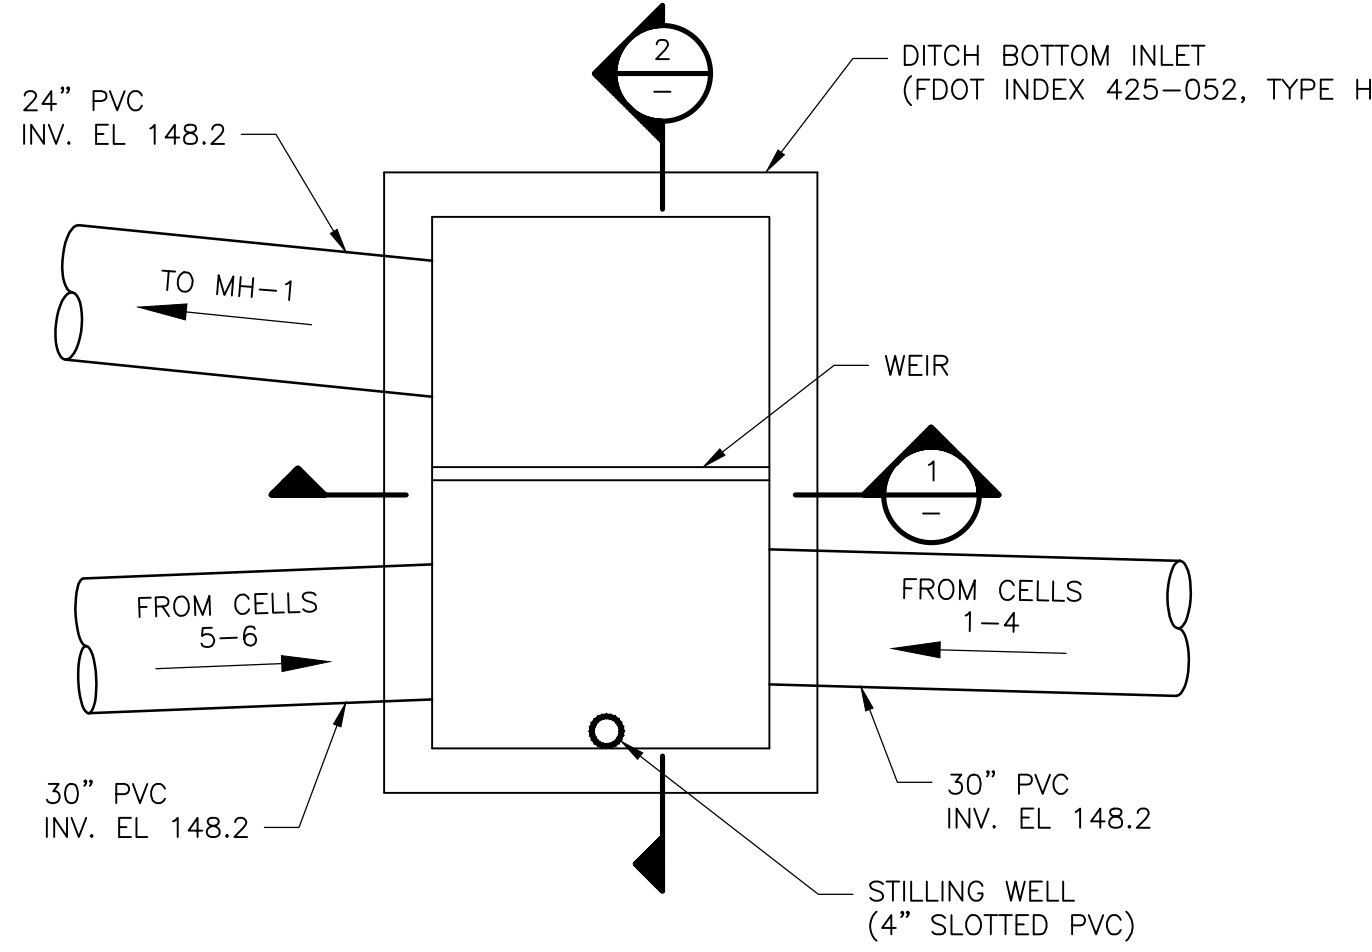 2
–
DITCH BOTTOM INLET
(FDOT INDEX 425–052, TYPE H
24” PVC
INV. EL 148.2
TO MH–1
WEIR
1
–
FROM CELLS
5–6
FROM CELLS
1–4
30” PVC
INV. EL 148.2
30” PVC
INV. EL 148.2
STILLING WELL
(4” SLOTTED PVC)